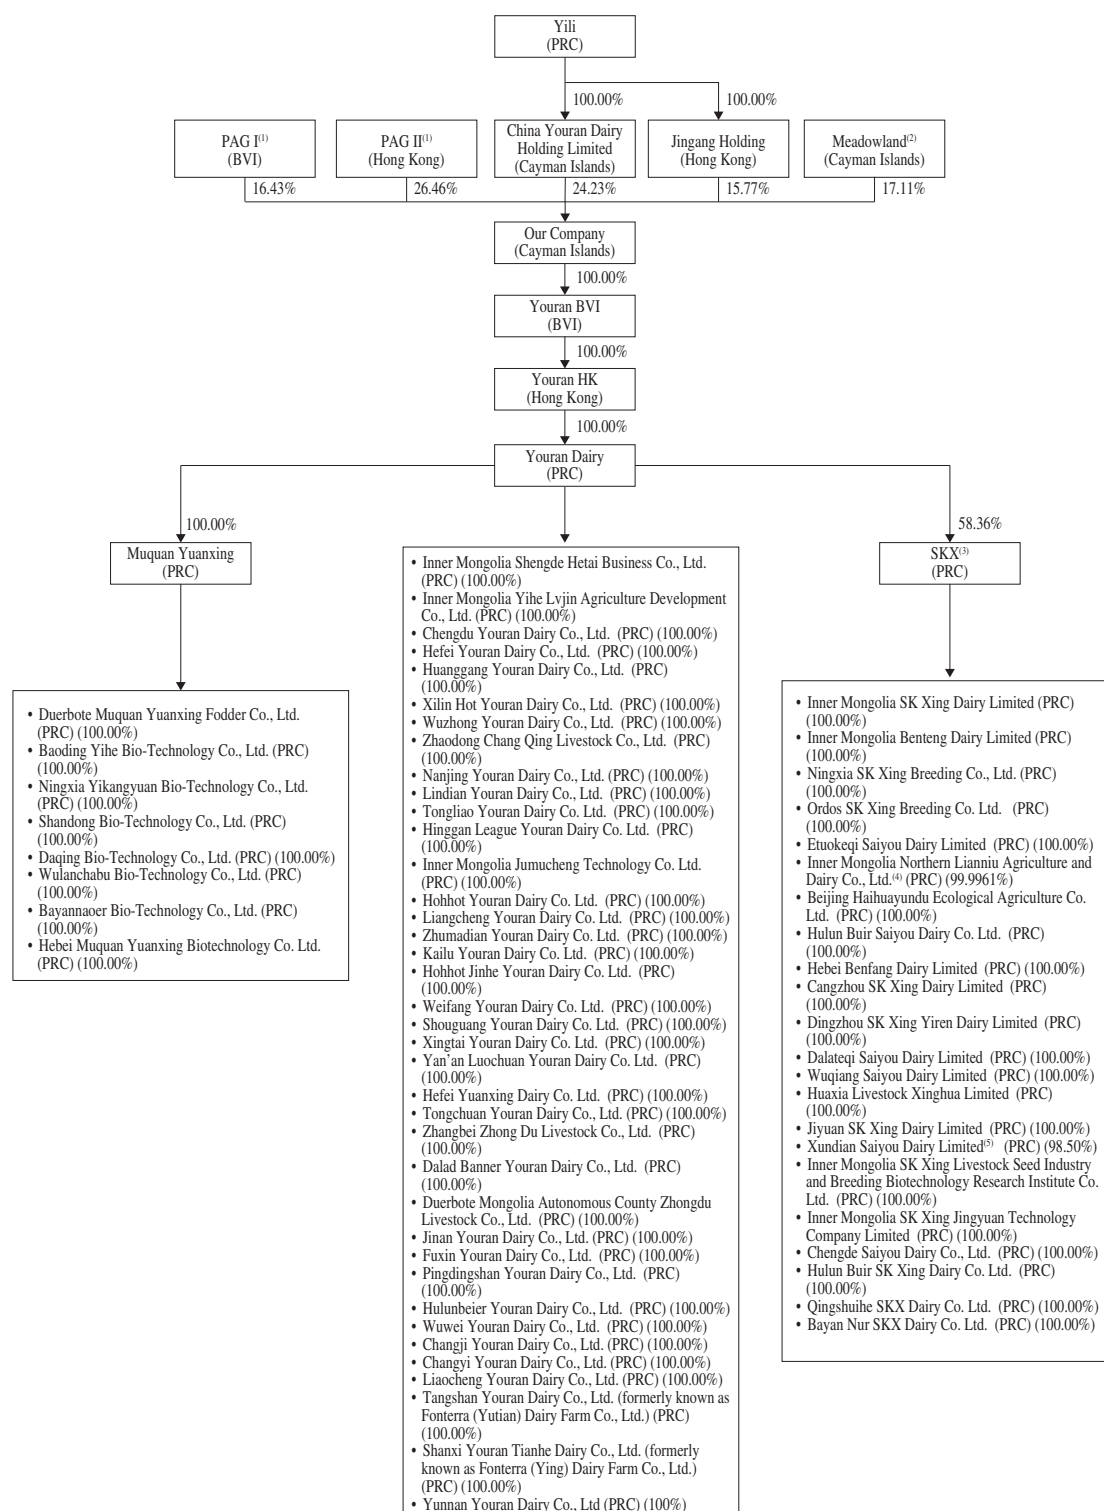 Yili
(PRC)
100.00%
100.00%
PAG I(1)
(BVI)
PAG II(1)
(Hong Kong)
China Youran Dairy
Holding Limited
(Cayman Islands)
Jingang Holding
(Hong Kong)
Meadowland(2)
(Cayman Islands)
16.43%
26.46%
24.23%
15.77%
17.11%
Our Company
(Cayman Islands)
100.00%
Youran BVI
(BVI)
100.00%
Youran HK
(Hong Kong)
100.00%
Youran Dairy
(PRC)
100.00%
58.36%
Muquan Yuanxing
(PRC)
SKX(3)
(PRC)
• Duerbote Muquan Yuanxing Fodder Co., Ltd.
(PRC) (100.00%)
• Baoding Yihe Bio-Technology Co., Ltd. (PRC)
(100.00%)
• Ningxia Yikangyuan Bio-Technology Co., Ltd.
(PRC) (100.00%)
• Shandong Bio-Technology Co., Ltd. (PRC)
(100.00%)
• Daqing Bio-Technology Co., Ltd. (PRC) (100.00%)
• Wulanchabu Bio-Technology Co., Ltd. (PRC)
(100.00%)
• Bayannaoer Bio-Technology Co., Ltd. (PRC)
(100.00%)
• Hebei Muquan Yuanxing Biotechnology Co. Ltd.
(PRC) (100.00%)
• Inner Mongolia Shengde Hetai Business Co., Ltd.
(PRC) (100.00%)
• Inner Mongolia Yihe Lvjin Agriculture Development
Co., Ltd. (PRC) (100.00%)
• Chengdu Youran Dairy Co., Ltd. (PRC) (100.00%)
• Hefei Youran Dairy Co., Ltd. (PRC) (100.00%)
• Huanggang Youran Dairy Co., Ltd. (PRC)
(100.00%)
• Xilin Hot Youran Dairy Co., Ltd. (PRC) (100.00%)
• Wuzhong Youran Dairy Co., Ltd. (PRC) (100.00%)
• Zhaodong Chang Qing Livestock Co., Ltd. (PRC)
(100.00%)
• Nanjing Youran Dairy Co., Ltd. (PRC) (100.00%)
• Lindian Youran Dairy Co., Ltd. (PRC) (100.00%)
• Tongliao Youran Dairy Co. Ltd. (PRC) (100.00%)
• Hinggan League Youran Dairy Co. Ltd. (PRC)
(100.00%)
• Inner Mongolia Jumucheng Technology Co. Ltd.
(PRC) (100.00%)
• Hohhot Youran Dairy Co. Ltd. (PRC) (100.00%)
• Liangcheng Youran Dairy Co. Ltd. (PRC) (100.00%)
• Zhumadian Youran Dairy Co. Ltd. (PRC) (100.00%)
• Kailu Youran Dairy Co. Ltd. (PRC) (100.00%)
• Hohhot Jinhe Youran Dairy Co. Ltd. (PRC)
(100.00%)
• Weifang Youran Dairy Co. Ltd. (PRC) (100.00%)
• Shouguang Youran Dairy Co. Ltd. (PRC) (100.00%)
• Xingtai Youran Dairy Co. Ltd. (PRC) (100.00%)
• Yan'an Luochuan Youran Dairy Co. Ltd. (PRC)
(100.00%)
• Hefei Yuanxing Dairy Co. Ltd. (PRC) (100.00%)
• Tongchuan Youran Dairy Co., Ltd. (PRC) (100.00%)
• Zhangbei Zhong Du Livestock Co., Ltd. (PRC)
(100.00%)
• Dalad Banner Youran Dairy Co., Ltd. (PRC)
(100.00%)
• Duerbote Mongolia Autonomous County Zhongdu
Livestock Co., Ltd. (PRC) (100.00%)
• Jinan Youran Dairy Co., Ltd. (PRC) (100.00%)
• Fuxin Youran Dairy Co., Ltd. (PRC) (100.00%)
• Pingdingshan Youran Dairy Co., Ltd. (PRC)
(100.00%)
• Hulunbeier Youran Dairy Co., Ltd. (PRC) (100.00%)
• Wuwei Youran Dairy Co., Ltd. (PRC) (100.00%)
• Changji Youran Dairy Co., Ltd. (PRC) (100.00%)
• Changyi Youran Dairy Co., Ltd. (PRC) (100.00%)
• Liaocheng Youran Dairy Co., Ltd. (PRC) (100.00%)
• Tangshan Youran Dairy Co., Ltd. (formerly known as
Fonterra (Yutian) Dairy Farm Co., Ltd.) (PRC)
(100.00%)
• Shanxi Youran Tianhe Dairy Co., Ltd. (formerly
known as Fonterra (Ying) Dairy Farm Co., Ltd.)
(PRC) (100.00%)
• Yunnan Youran Dairy Co., Ltd (PRC) (100%)
• Inner Mongolia SK Xing Dairy Limited (PRC)
(100.00%)
• Inner Mongolia Benteng Dairy Limited (PRC)
(100.00%)
• Ningxia SK Xing Breeding Co., Ltd. (PRC)
(100.00%)
• Ordos SK Xing Breeding Co. Ltd. (PRC)
(100.00%)
• Etuokeqi Saiyou Dairy Limited (PRC) (100.00%)
• Inner Mongolia Northern Lianniu Agriculture and
Dairy Co., Ltd.(4) (PRC) (99.9961%)
• Beijing Haihuayundu Ecological Agriculture Co.
Ltd. (PRC) (100.00%)
• Hulun Buir Saiyou Dairy Co. Ltd. (PRC)
(100.00%)
• Hebei Benfang Dairy Limited (PRC) (100.00%)
• Cangzhou SK Xing Dairy Limited (PRC)
(100.00%)
• Dingzhou SK Xing Yiren Dairy Limited (PRC)
(100.00%)
• Dalateqi Saiyou Dairy Limited (PRC) (100.00%)
• Wuqiang Saiyou Dairy Limited (PRC) (100.00%)
• Huaxia Livestock Xinghua Limited (PRC)
(100.00%)
• Jiyuan SK Xing Dairy Limited (PRC) (100.00%)
• Xundian Saiyou Dairy Limited(5) (PRC) (98.50%)
• Inner Mongolia SK Xing Livestock Seed Industry
and Breeding Biotechnology Research Institute Co.
Ltd. (PRC) (100.00%)
• Inner Mongolia SK Xing Jingyuan Technology
Company Limited (PRC) (100.00%)
• Chengde Saiyou Dairy Co., Ltd. (PRC) (100.00%)
• Hulun Buir SK Xing Dairy Co. Ltd. (PRC)
(100.00%)
• Qingshuihe SKX Dairy Co. Ltd. (PRC) (100.00%)
• Bayan Nur SKX Dairy Co. Ltd. (PRC) (100.00%)